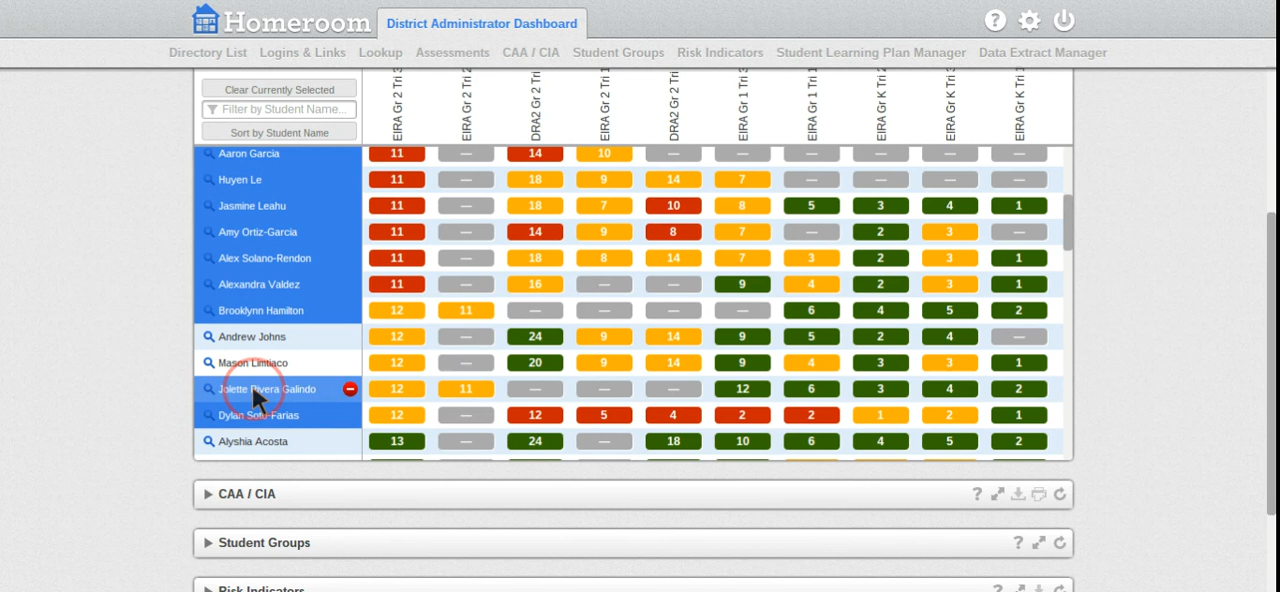 Homeroom District Administrator Dashboard ?
Directory List Logins & Links Lookup Assessments CAA / CIA Student Groups Risk Indicators Student Learning Plan Manager Data Extract Manager
Clear Currently Selected
Filter by Student Name...
Sort by Student Name
EIRA Gr 2 Tri 3
EIRA Gr 2 Tri 2
DRA2 Gr 2 Tri
EIRA Gr 2 Tri 1
DRA2 Gr 2 Tri
EIRA Gr 1 Tri 3
EIRA Gr 1 Tri 1
EIRA Gr K Tri 2
EIRA Gr K Tri 3
EIRA Gr K Tri 1
Aaron Garcia 11 — 14 10 — — — — — —
Huyen Le 11 — 18 9 14 7 — — — —
Jasmine Leahu 11 — 18 7 10 8 5 3 4 1
Amy Ortiz-Garcia 11 — 14 9 8 7 — 2 3 —
Alex Solano-Rendon 11 — 18 8 14 7 3 2 3 1
Alexandra Valdez 11 — 16 — — 9 4 2 3 1
Brooklynn Hamilton 12 11 — — — — 6 4 5 2
Andrew Johns 12 — 24 9 14 9 5 2 4 —
Mason Limtiaco 12 — 20 9 14 9 4 3 3 1
Jolette Rivera Galindo 12 11 — — — 12 6 3 4 2
Dylan Soto-Farias 12 — 12 5 4 2 2 1 2 1
Alyshia Acosta 13 — 24 — 18 10 6 4 5 2
CAA / CIA ?
Student Groups ?
Risk Indicators ?